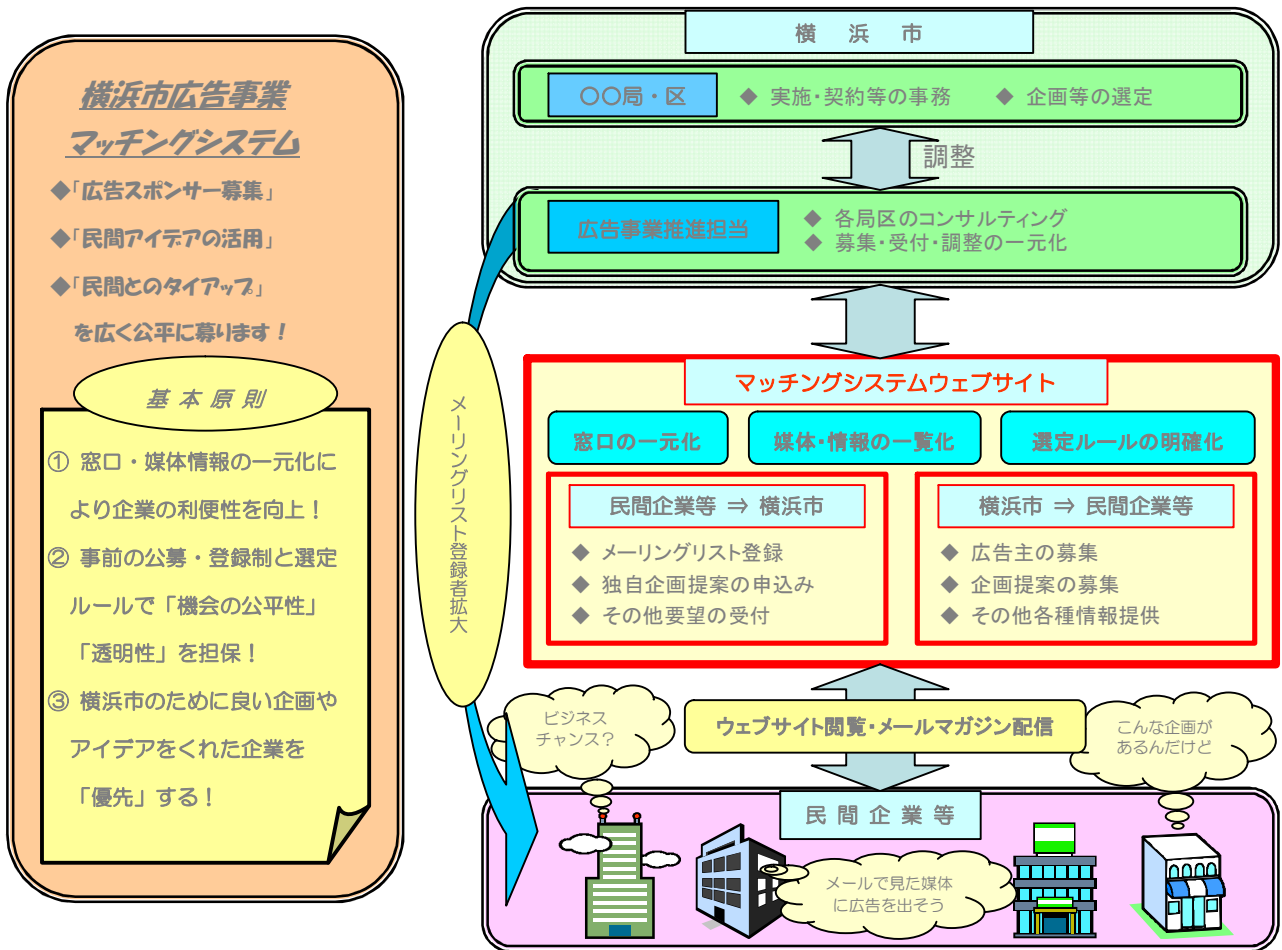 横浜市広告事業
マッチングシステム
◆「広告スポンサー募集」
◆「民間アイデアの活用」
◆「民間とのタイアップ」
を広く公平に募ります！
基本原則
① 窓口・媒体情報の一元化に
より企業の利便性を向上！
② 事前の公募・登録制と選定
ルールで「機会の公平性」
「透明性」を担保！
③ 横浜市のために良い企画や
アイデアをくれた企業を
「優先」する！
横浜市
〇〇局・区
◆ 実施・契約等の事務 ◆ 企画等の選定
調整
広告事業推進担当
◆ 各局区のコンサルティング
◆ 募集・受付・調整の一元化
メーリングリスト登録者拡大
マッチングシステムウェブサイト
窓口の一元化
媒体・情報の一覧化
選定ルールの明確化
民間企業等 ⇒ 横浜市
◆ メーリングリスト登録
◆ 独自企画提案の申込み
◆ その他要望の受付
横浜市 ⇒ 民間企業等
◆ 広告主の募集
◆ 企画提案の募集
◆ その他各種情報提供
ビジネス
チャンス？
ウェブサイト閲覧・メールマガジン配信
こんな企画が
あるんだけど
民間企業等
メールで見た媒体
に広告を出そう